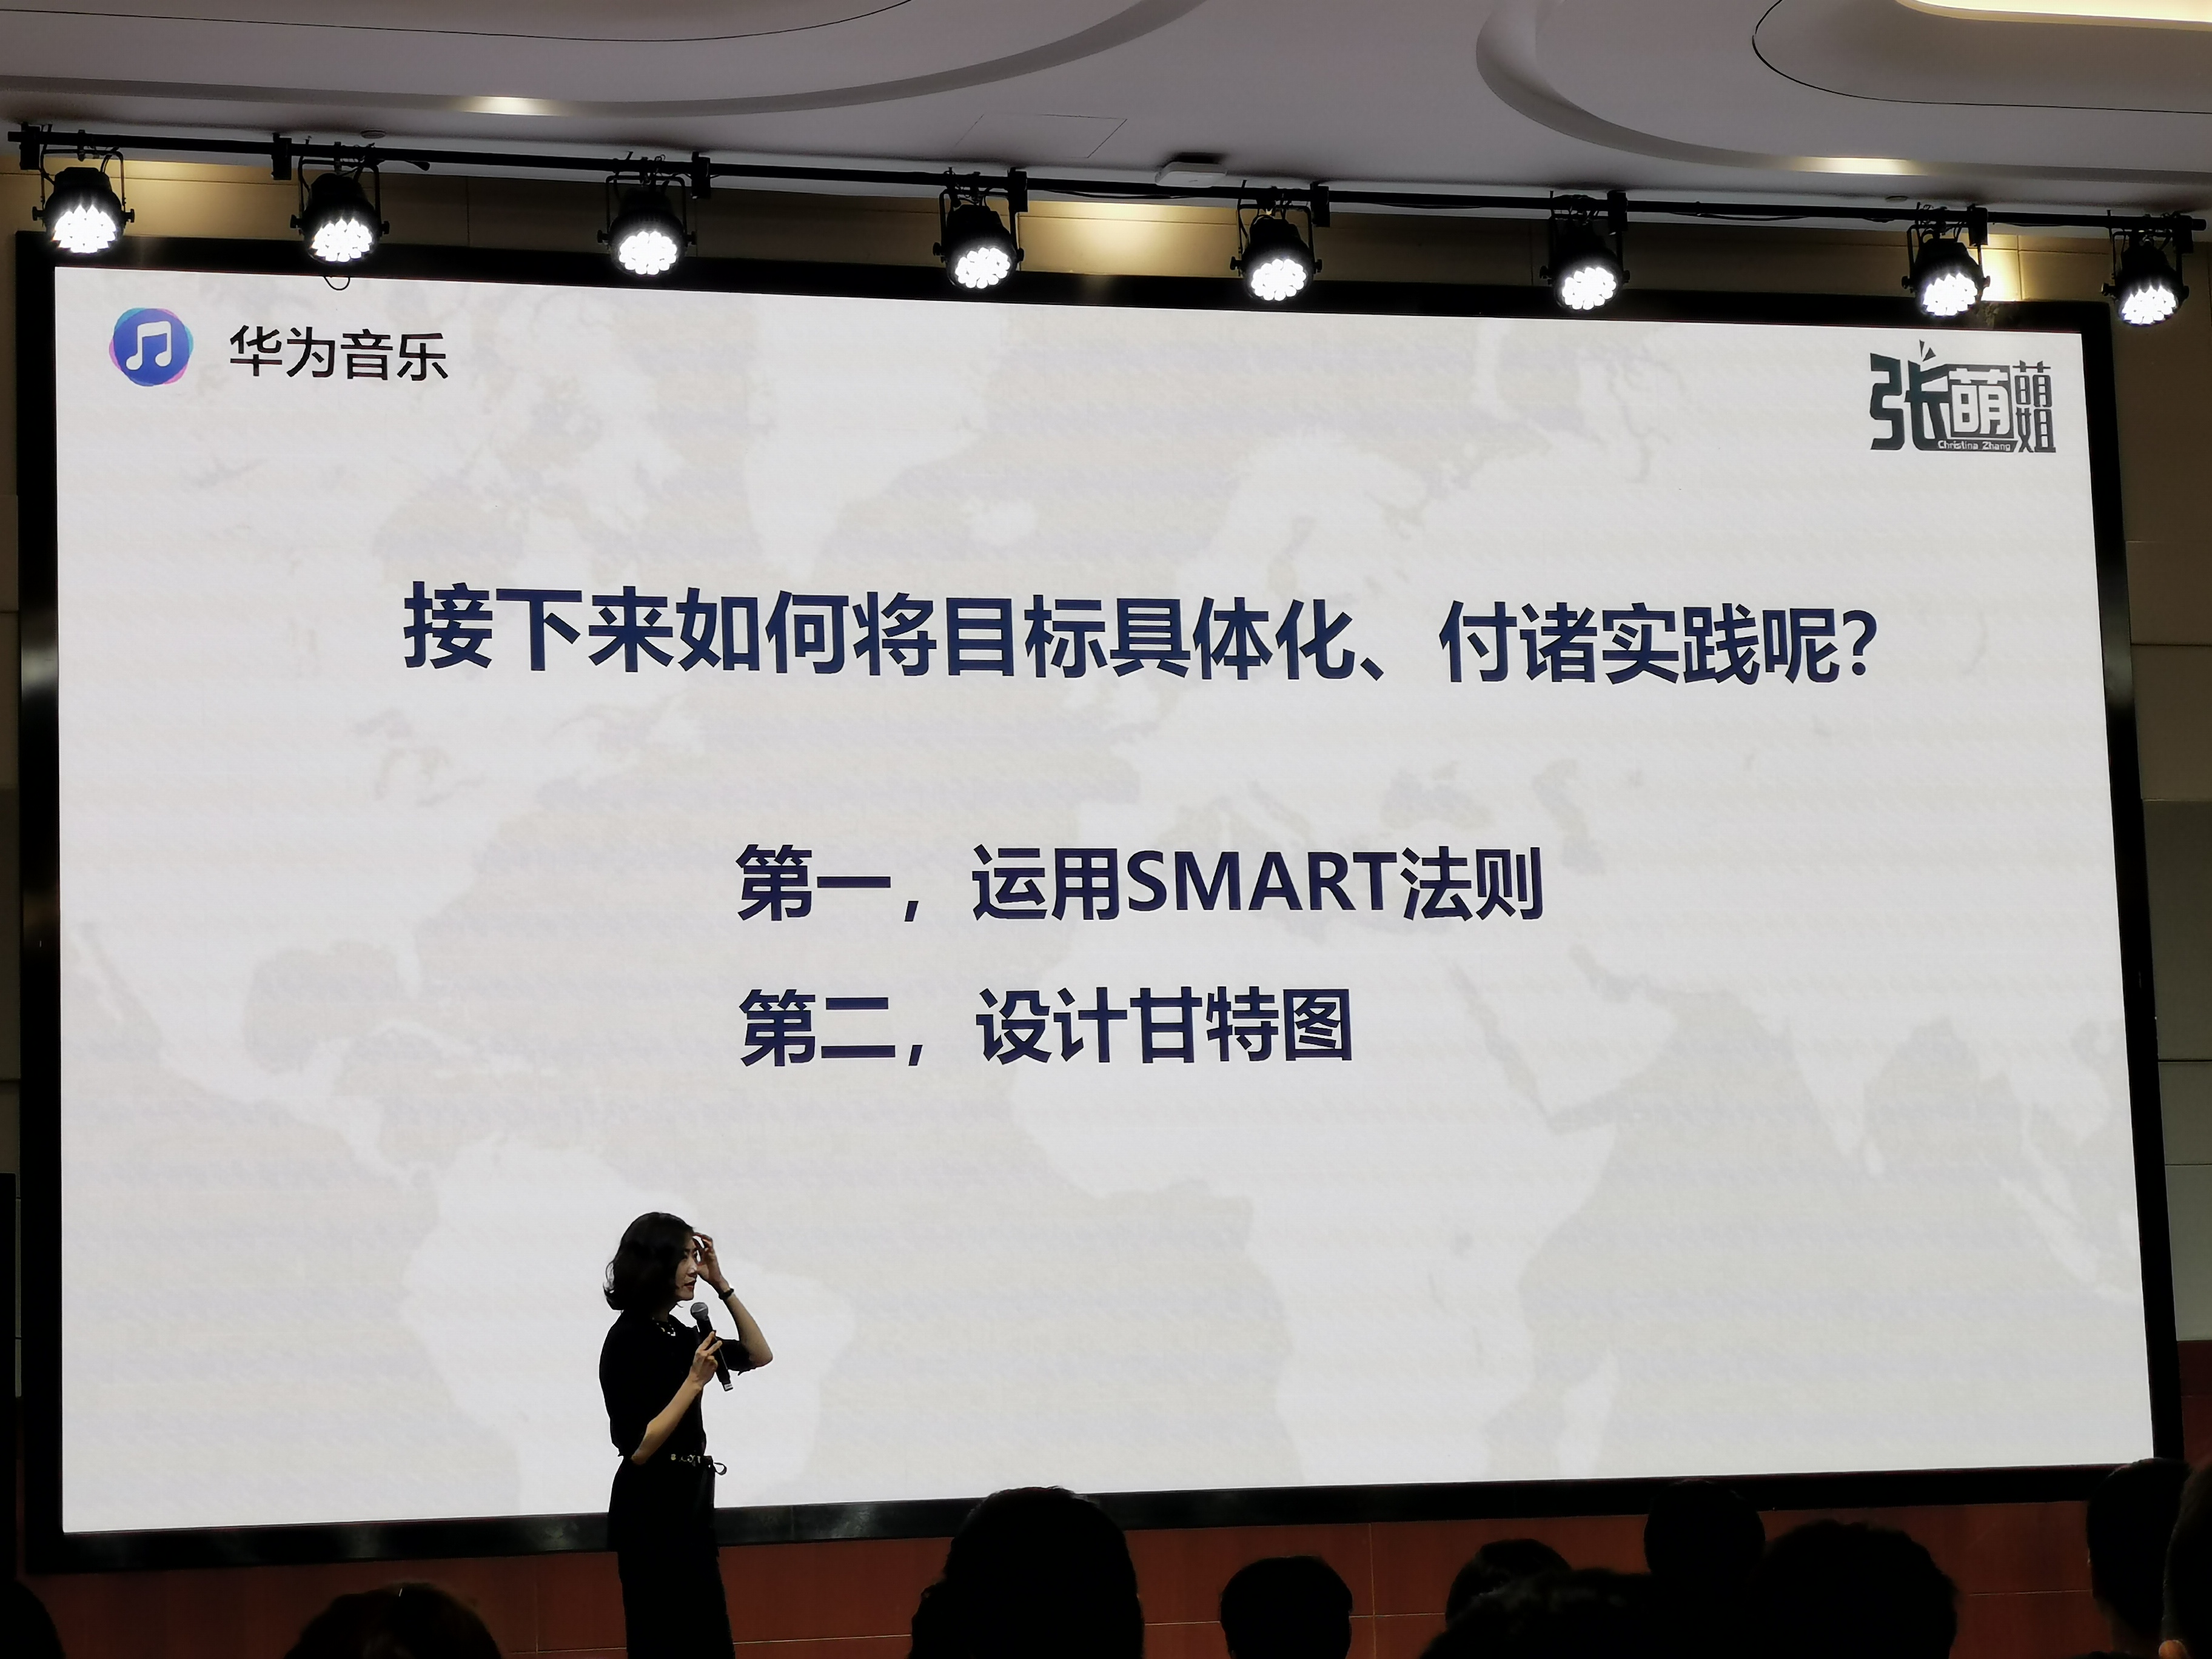 华为音乐
张萌萌姐
Christina Zhang
接下来如何将目标具体化、付诸实践呢？
第一，运用SMART法则
第二，设计甘特图